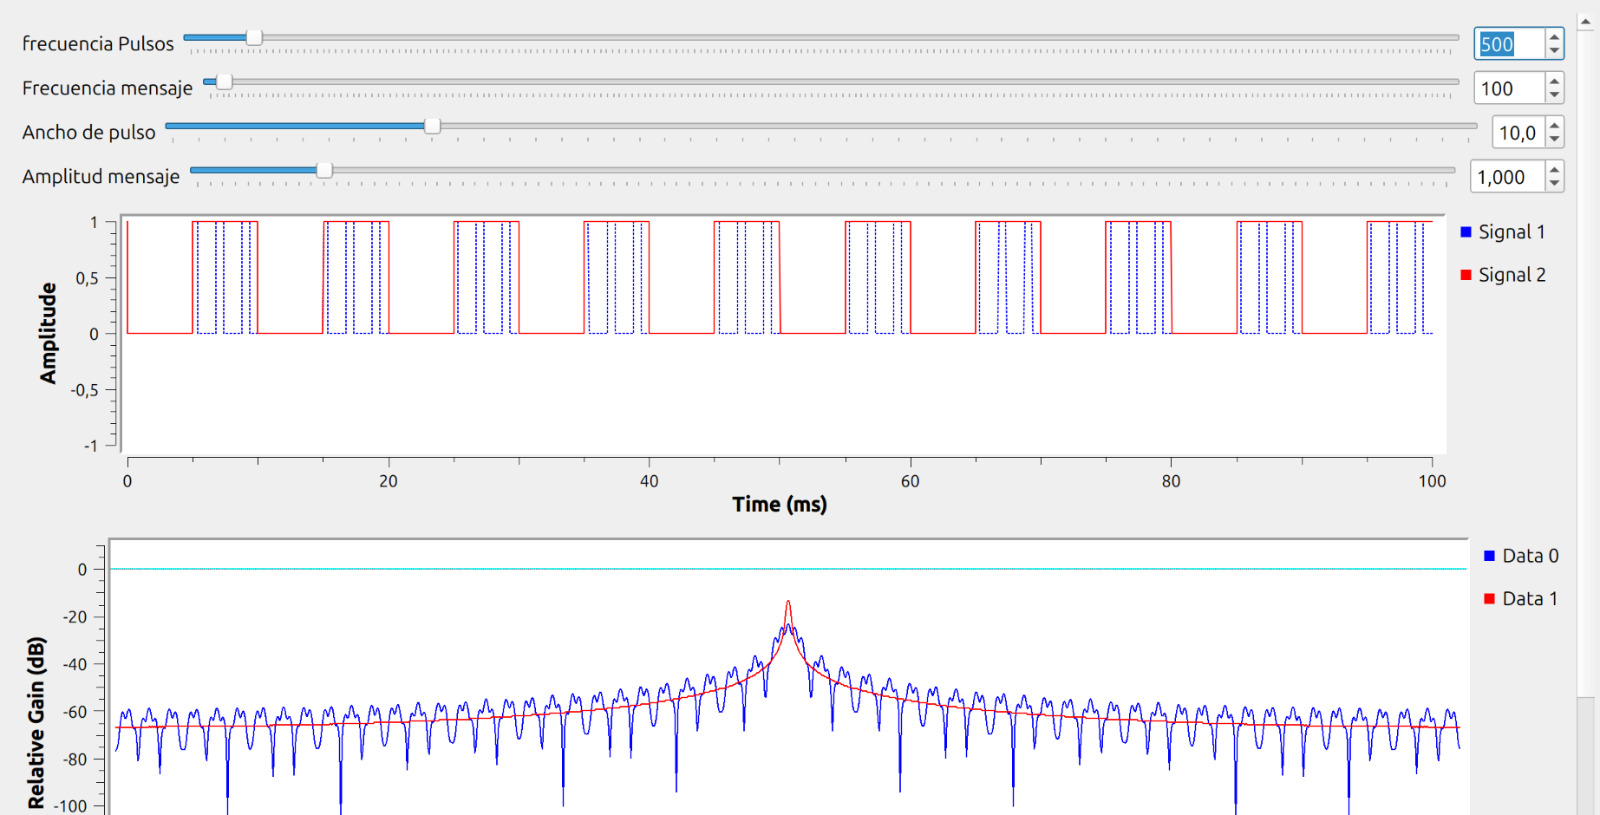 frecuencia Pulsos 500
Frecuencia mensaje 100
Ancho de pulso 10,0
Amplitud mensaje 1,000
Amplitude
1
0,5
0
-0,5
-1
Signal 1
Signal 2
0 20 40 60 80 100
Time (ms)
Relative Gain (dB)
0
-20
-40
-60
-80
-100
Data 0
Data 1